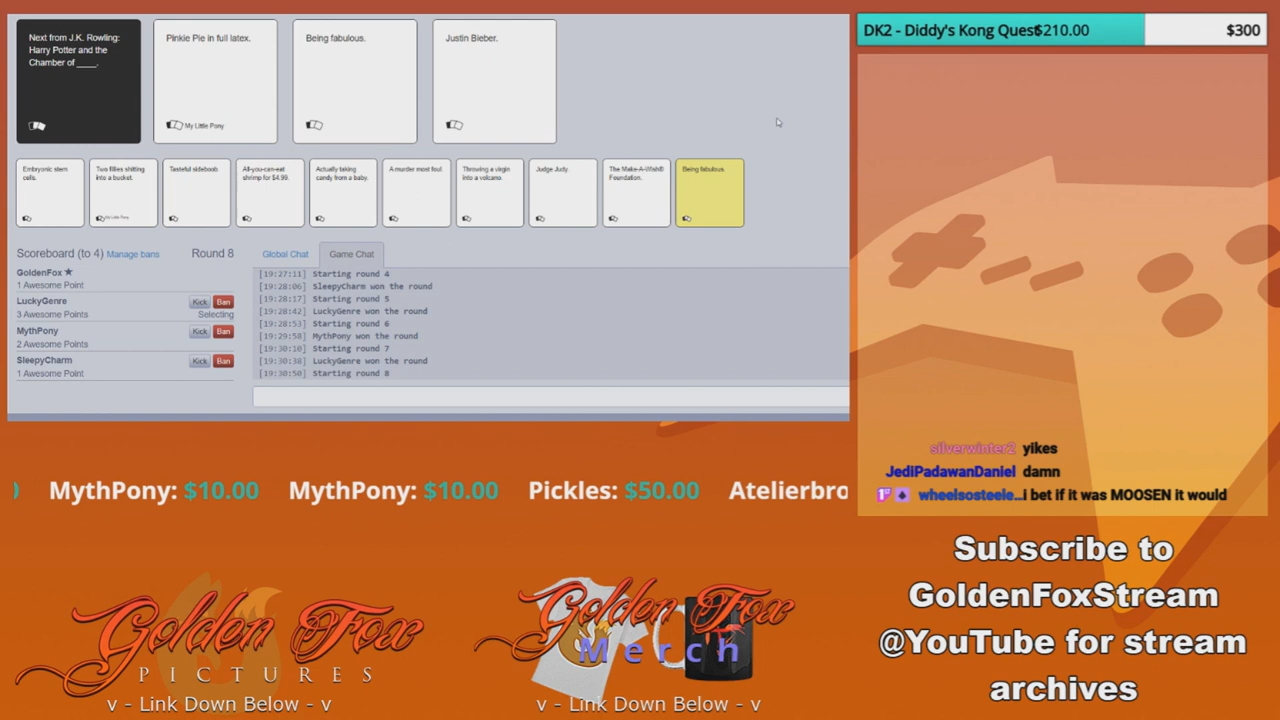 Next from J.K. Rowling:
Harry Potter and the
Chamber of ____.
Pinkie Pie in full latex.
My Little Pony
Being fabulous.
Justin Bieber.
Embryonic stem
cells.
Two fillies shitting
into a bucket.
My Little Pony
Tasteful sideboob.
All-you-can-eat
shrimp for $4.99.
Actually taking
candy from a baby.
A murder most foul.
Throwing a virgin
into a volcano.
Judge Judy.
The Make-A-Wish®
Foundation.
Being fabulous.
Scoreboard (to 4) Manage bans Round 8
GoldenFox ★
1 Awesome Point
LuckyGenre Kick Ban
3 Awesome Points Selecting
MythPony Kick Ban
2 Awesome Points
SleepyCharm Kick Ban
1 Awesome Point
Global Chat Game Chat
[19:27:11] Starting round 4
[19:28:06] SleepyCharm won the round
[19:28:17] Starting round 5
[19:28:42] LuckyGenre won the round
[19:28:53] Starting round 6
[19:29:58] MythPony won the round
[19:30:10] Starting round 7
[19:30:38] LuckyGenre won the round
[19:30:50] Starting round 8
DK2 - Diddy's Kong Quest $210.00 $300
silverwinter2 yikes
JediPadawanDaniel damn
1st wheelsosteele... i bet if it was MOOSEN it would
MythPony: $10.00 MythPony: $10.00 Pickles: $50.00 Atelierbro
Golden Fox
PICTURES
v - Link Down Below - v
Golden Fox
Merch
v - Link Down Below - v
Subscribe to
GoldenFoxStream
@YouTube for stream
archives